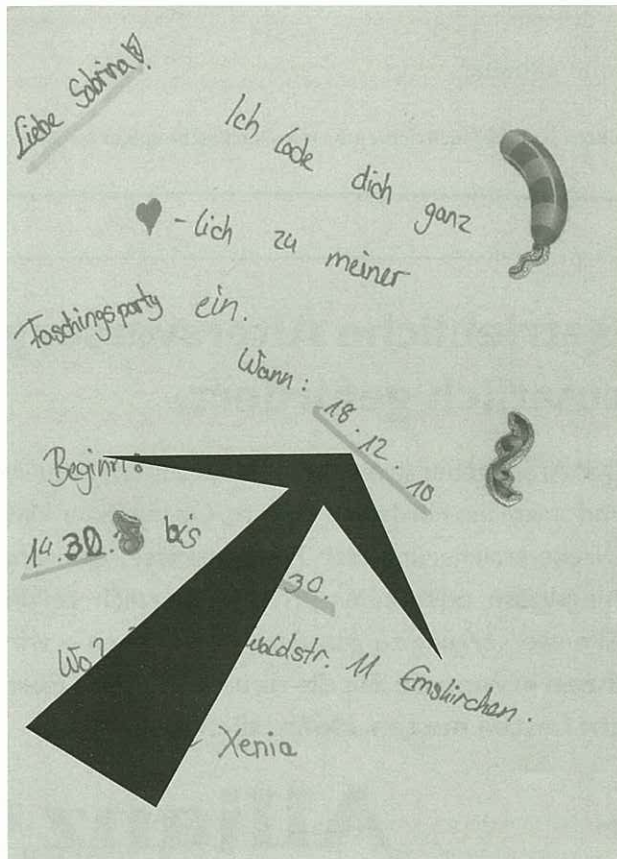 Liebe Sabrina!
Ich lade dich ganz
-lich zu meiner
Faschingsparty ein.
Wann: 18.12.10
Beginn:
14.30. bis
30.
Wo? waldstr. 11 Emskirchen.
- Xenia